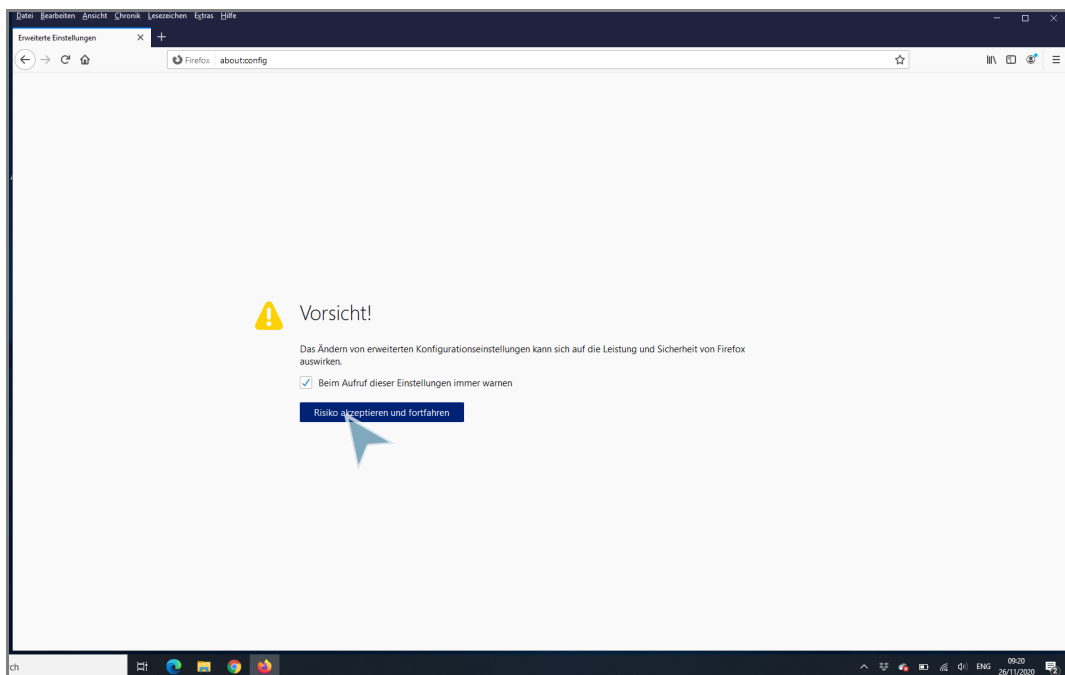 Datei Bearbeiten Ansicht Chronik Lesezeichen Extras Hilfe
Erweiterte Einstellungen
Firefox about:config
Vorsicht!
Das Ändern von erweiterten Konfigurationseinstellungen kann sich auf die Leistung und Sicherheit von Firefox
auswirken.
Beim Aufruf dieser Einstellungen immer warnen
Risiko akzeptieren und fortfahren
ch
ENG
09:20
26/11/2020
2